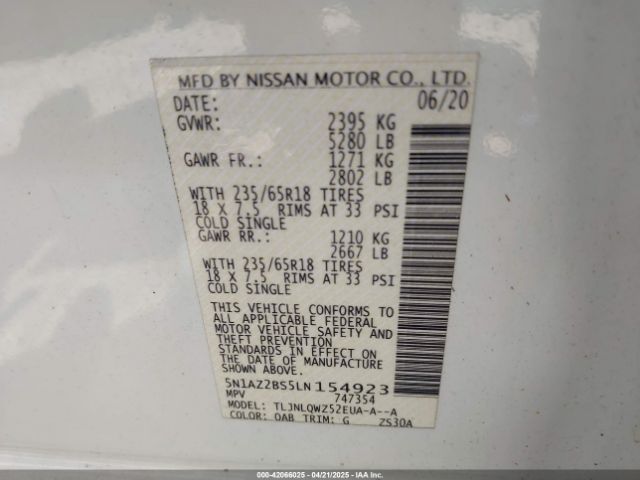 MFD BY NISSAN MOTOR CO., LTD.
DATE: 06/20
GVWR: 2395 KG
5280 LB
GAWR FR.: 1271 KG
2802 LB
WITH 235/65R18 TIRES
18 X 7.5 RIMS AT 33 PSI
COLD SINGLE
GAWR RR.: 1210 KG
2667 LB
WITH 235/65R18 TIRES
18 X 7.5 RIMS AT 33 PSI
COLD SINGLE
THIS VEHICLE CONFORMS TO
ALL APPLICABLE FEDERAL
MOTOR VEHICLE SAFETY AND
THEFT PREVENTION
STANDARDS IN EFFECT ON
THE DATE OF MANUFACTURE
SHOWN ABOVE.
5N1AZ2BS5LN154923
MPV 747354
MODEL: TLJNLQWZ52EUA-A--A
COLOR: QAB TRIM: G ZS30A
000-42066025 - 04/21/2025 - iaai.com